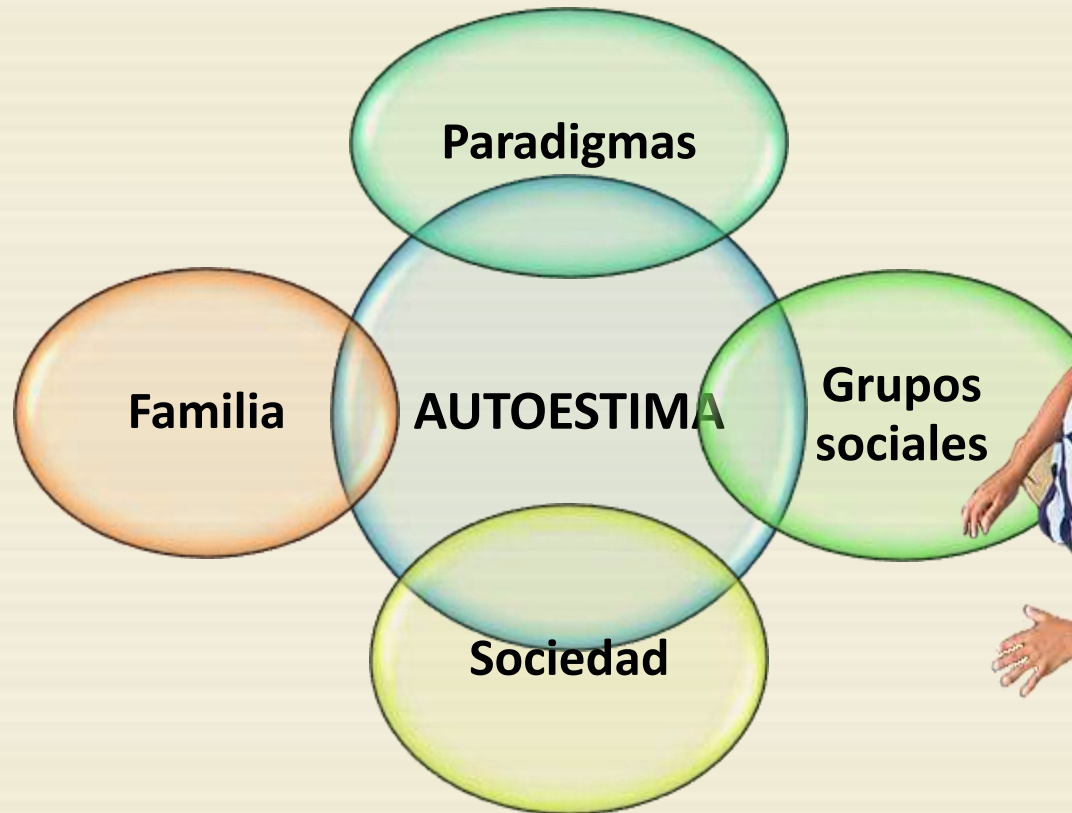 Paradigmas
Familia
AUTOESTIMA
Grupos
sociales
Sociedad